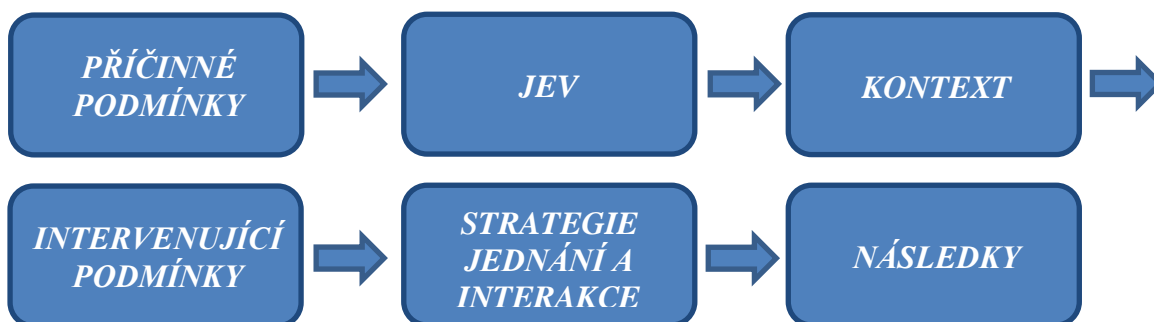 PŘÍČINNÉ
PODMÍNKY
JEV
KONTEXT
INTERVENUJÍCÍ
PODMÍNKY
STRATEGIE
JEDNÁNÍ A
INTERAKCE
NÁSLEDKY